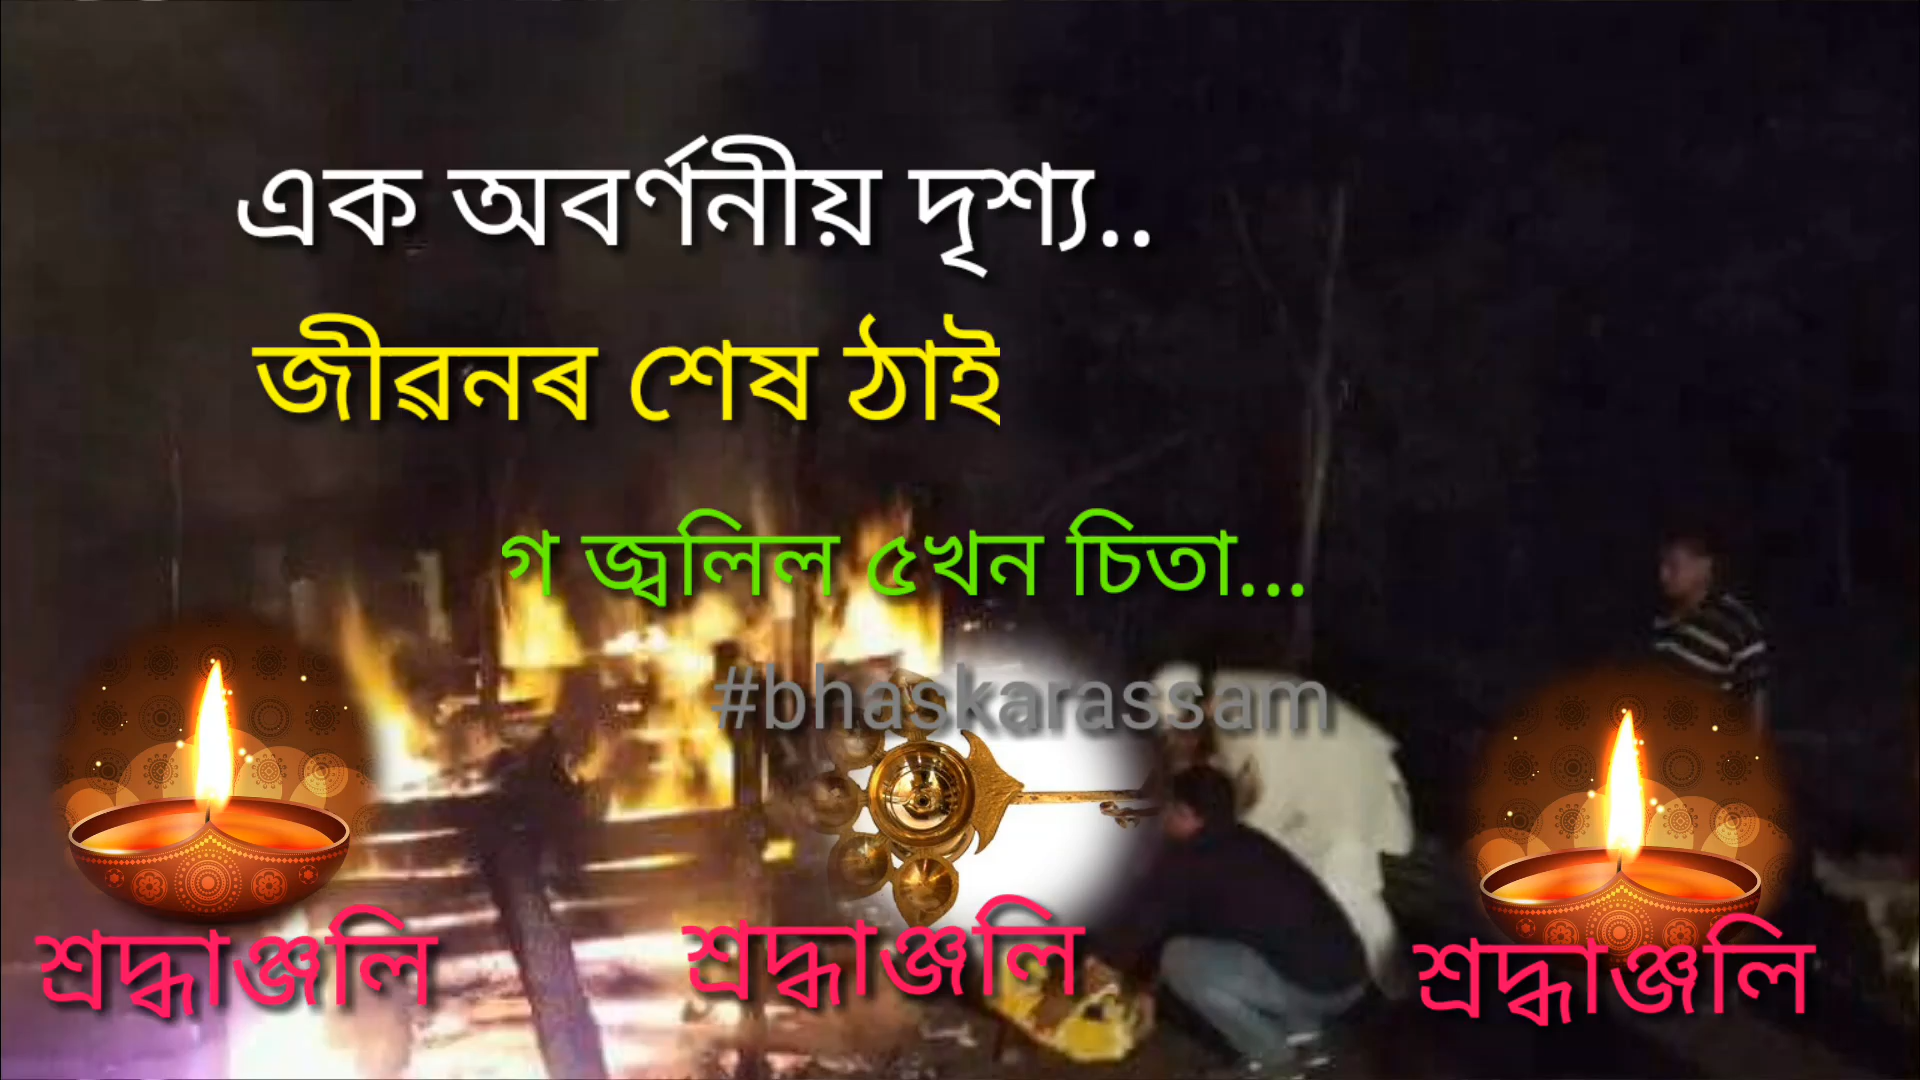 এক অবৰ্ণনীয় দৃশ্য..
জীৱনৰ শেষ ঠাই
গ জ্বলিল ৫খন চিতা...
#bhaskarassam
শ্ৰদ্ধাঞ্জলি শ্ৰদ্ধাঞ্জলি শ্ৰদ্ধাঞ্জলি